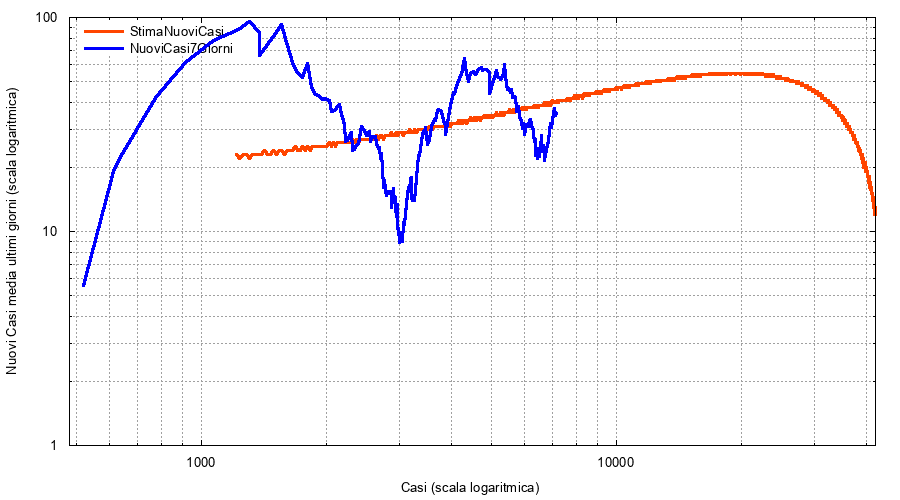 100
StimaNuoviCasi
NuoviCasi7Giorni
10
1
Nuovi Casi media ultimi giorni (scala logaritmica)
1000
10000
Casi (scala logaritmica)